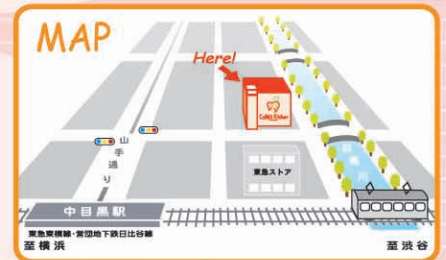 MAP
Here!
山手通り
目黒川
東急ストア
中目黒駅
東急東横線・営団地下鉄日比谷線
至横浜
至渋谷